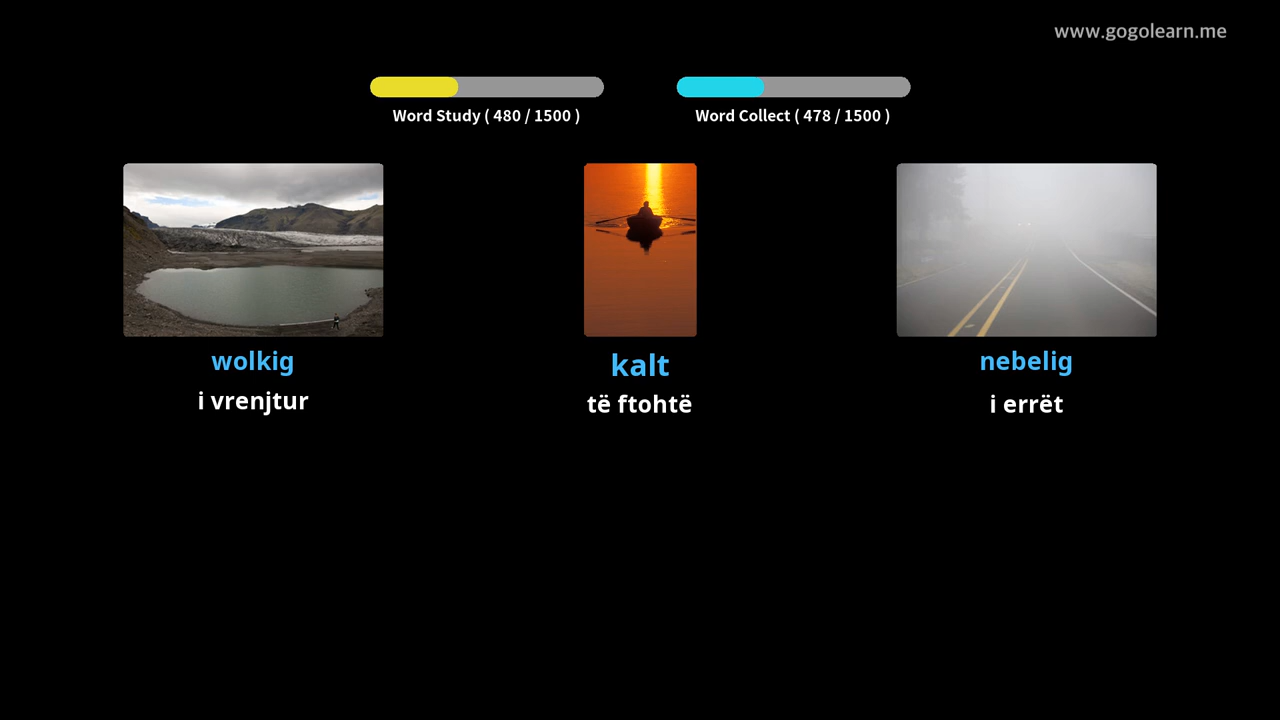 www.gogolearn.me
Word Study ( 480 / 1500 )
Word Collect ( 478 / 1500 )
wolkig
kalt
nebelig
i vrenjtur
të ftohtë
i errët